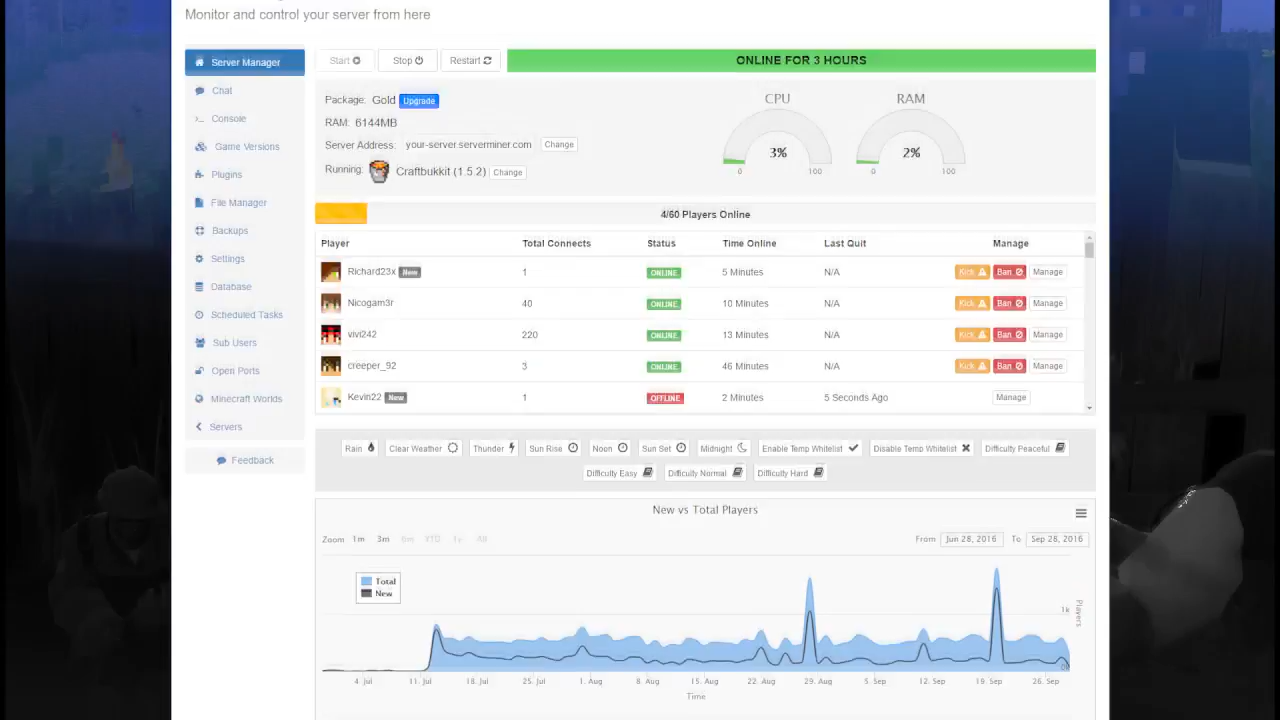 Monitor and control your server from here
Server Manager
Chat
Console
Game Versions
Plugins
File Manager
Backups
Settings
Database
Scheduled Tasks
Sub Users
Open Ports
Minecraft Worlds
Servers
Feedback
Start Stop Restart ONLINE FOR 3 HOURS
Package: Gold Upgrade
RAM: 6144MB
Server Address: your-server.serverminer.com Change
Running: Craftbukkit (1.5.2) Change
CPU RAM
3% 2%
0 100 0 100
4/60 Players Online
Player Total Connects Status Time Online Last Quit Manage
Richard23x New 1 ONLINE 5 Minutes N/A Kick Ban Manage
Nicogam3r 40 ONLINE 10 Minutes N/A Kick Ban Manage
vivi242 220 ONLINE 13 Minutes N/A Kick Ban Manage
creeper_92 3 ONLINE 46 Minutes N/A Kick Ban Manage
Kevin22 New 1 OFFLINE 2 Minutes 5 Seconds Ago Manage
Rain Clear Weather Thunder Sun Rise Noon Sun Set Midnight Enable Temp Whitelist Disable Temp Whitelist Difficulty Peaceful
Difficulty Easy Difficulty Normal Difficulty Hard
New vs Total Players
Zoom 1m 3m 6m YTD 1y All From Jun 28, 2016 To Sep 28, 2016
Total
New
1k
Players
0k
4. Jul 11. Jul 18. Jul 25. Jul 1. Aug 8. Aug 15. Aug 22. Aug 29. Aug 5. Sep 12. Sep 19. Sep 26. Sep
Time